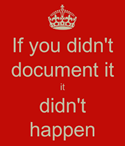 If you didn't
document it
it
didn't
happen